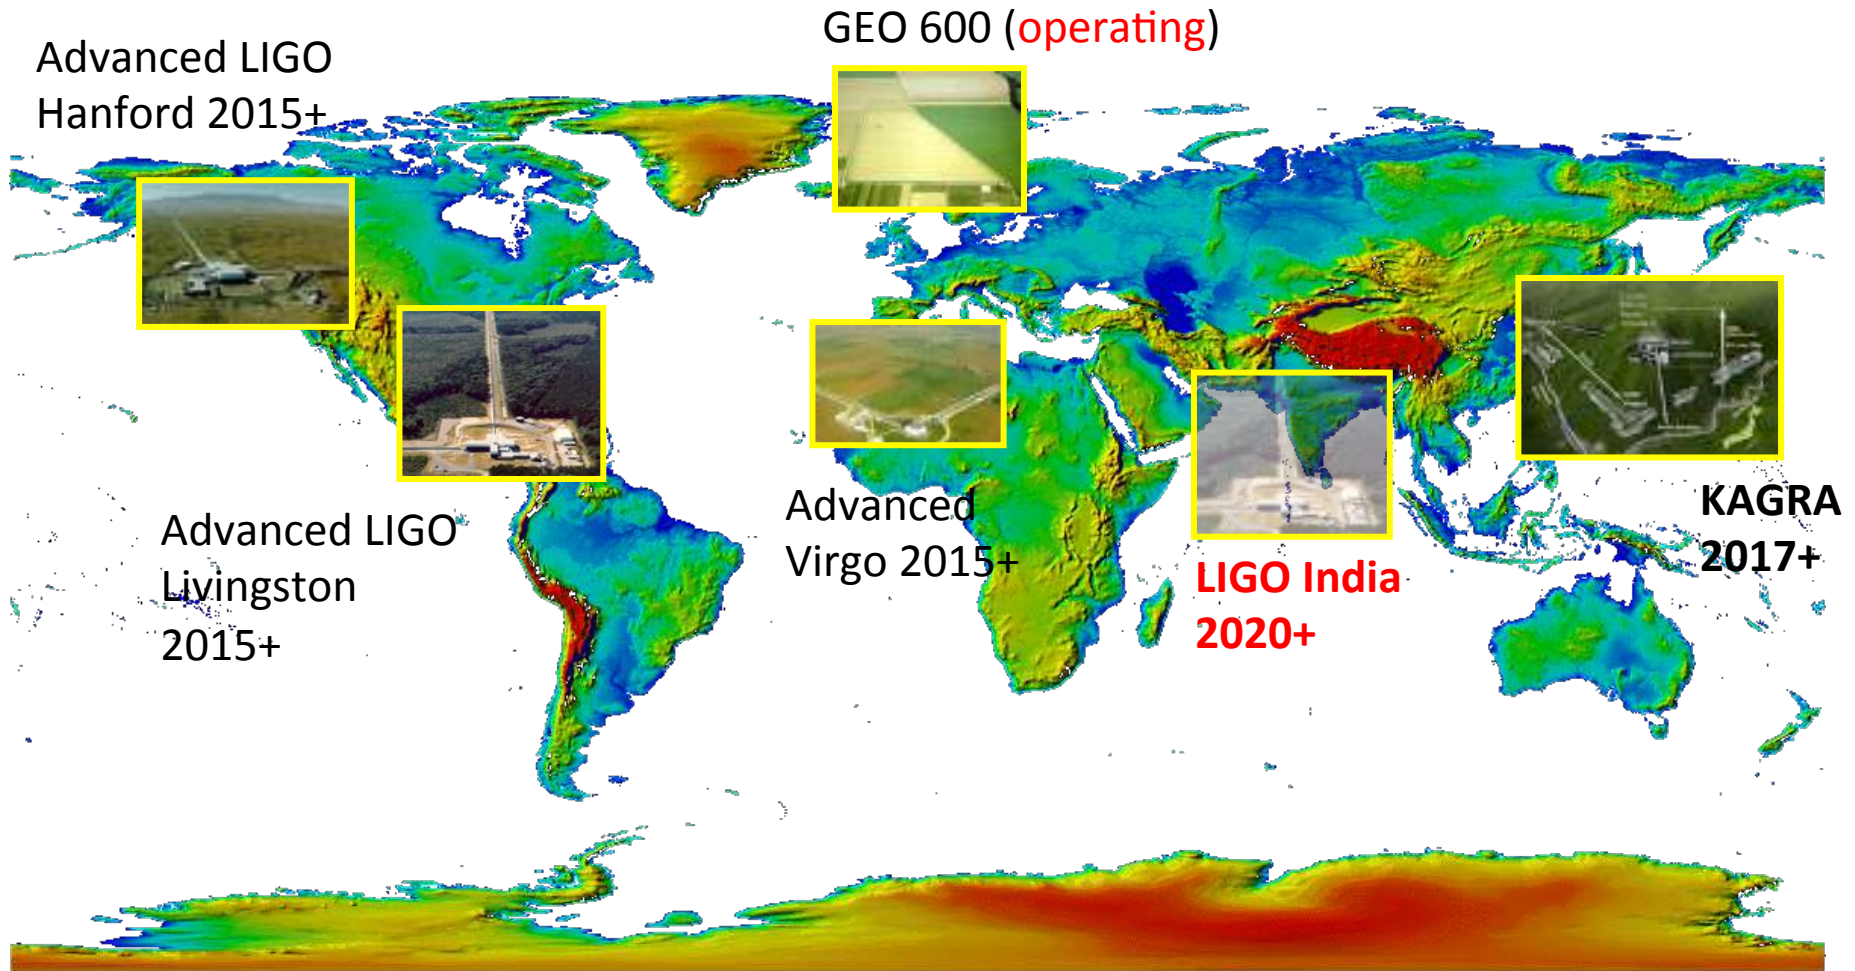 GEO 600 (operating)
Advanced LIGO
Hanford 2015+
Advanced LIGO
Livingston
2015+
Advanced
Virgo 2015+
LIGO India
2020+
KAGRA
2017+